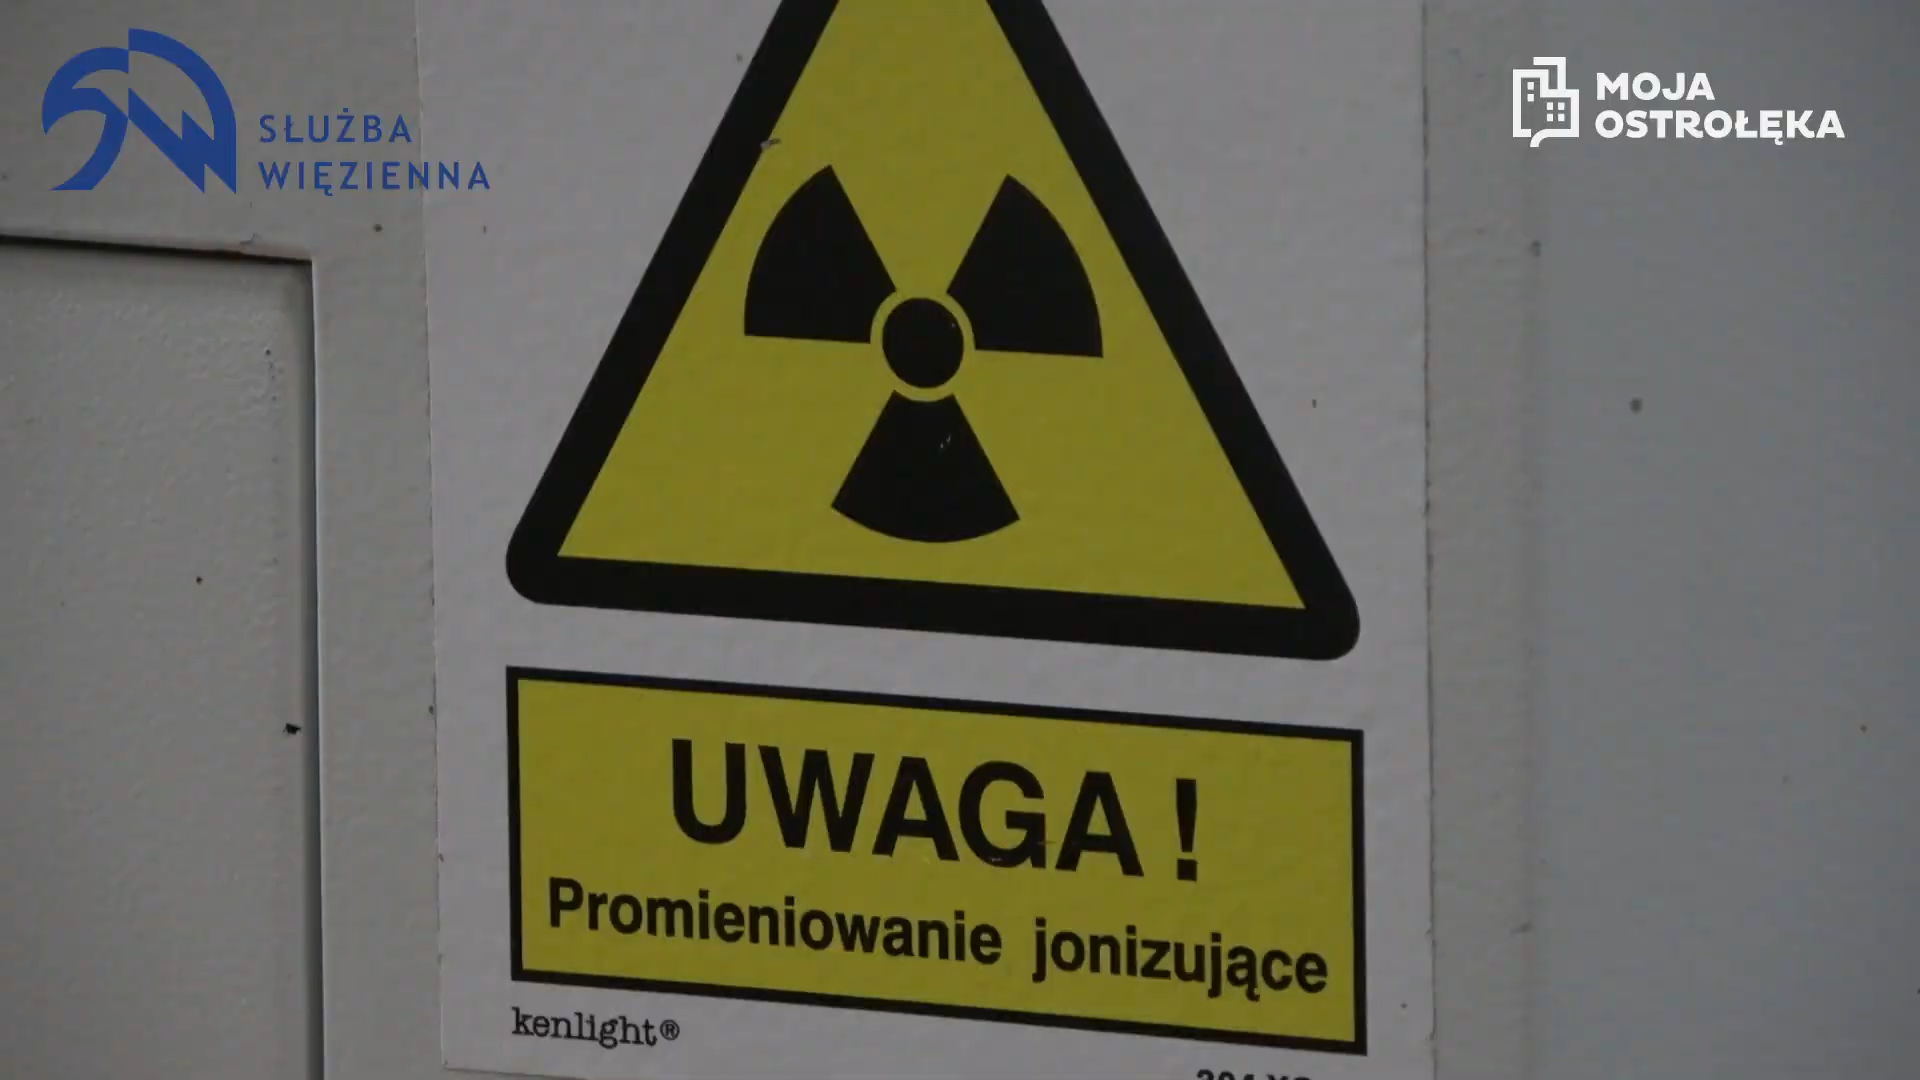 SŁUŻBA
WIĘZIENNA
MOJA
OSTROŁĘKA
UWAGA!
Promieniowanie jonizujące
kenlight®